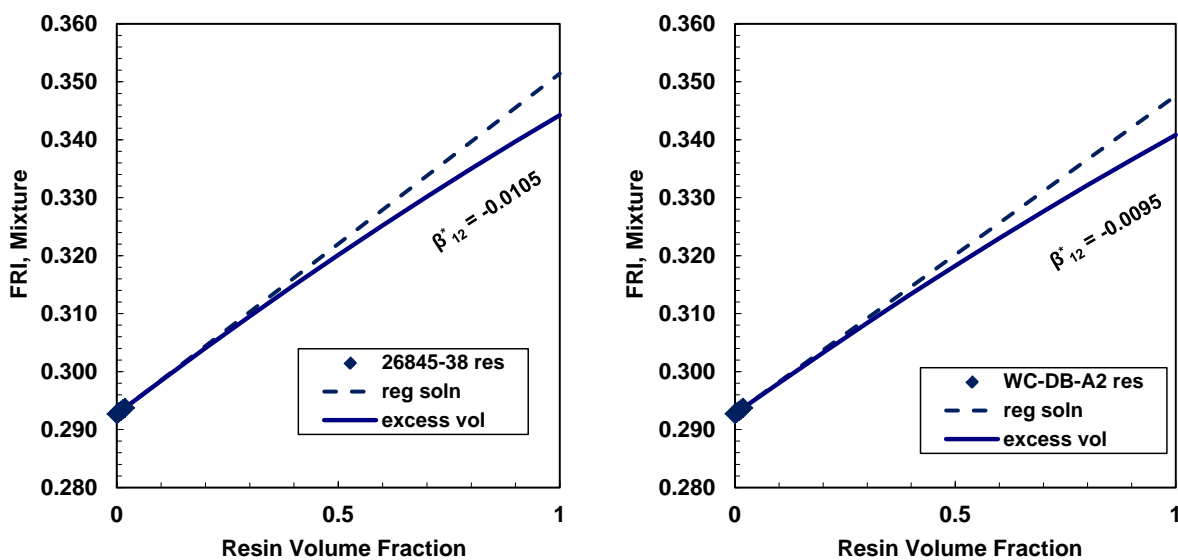 0.360
0.350
0.340
0.330
0.320
0.310
0.300
0.290
0.280
FRI, Mixture
β*12 = -0.0105
26845-38 res
reg soln
excess vol
0
0.5
1
Resin Volume Fraction
0.360
0.350
0.340
0.330
0.320
0.310
0.300
0.290
0.280
FRI, Mixture
β*12 = -0.0095
WC-DB-A2 res
reg soln
excess vol
0
0.5
1
Resin Volume Fraction